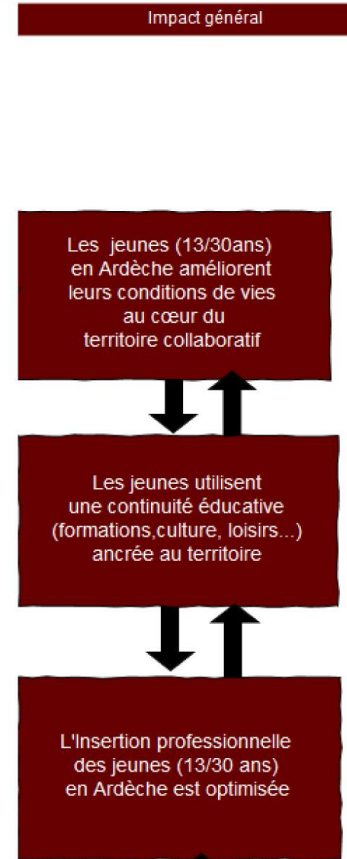 Impact général
Les jeunes (13/30ans)
en Ardèche améliorent
leurs conditions de vies
au cœur du
territoire collaboratif
Les jeunes utilisent
une continuité éducative
(formations,culture, loisirs...)
ancrée au territoire
L'Insertion professionnelle
des jeunes (13/30 ans)
en Ardèche est optimisée